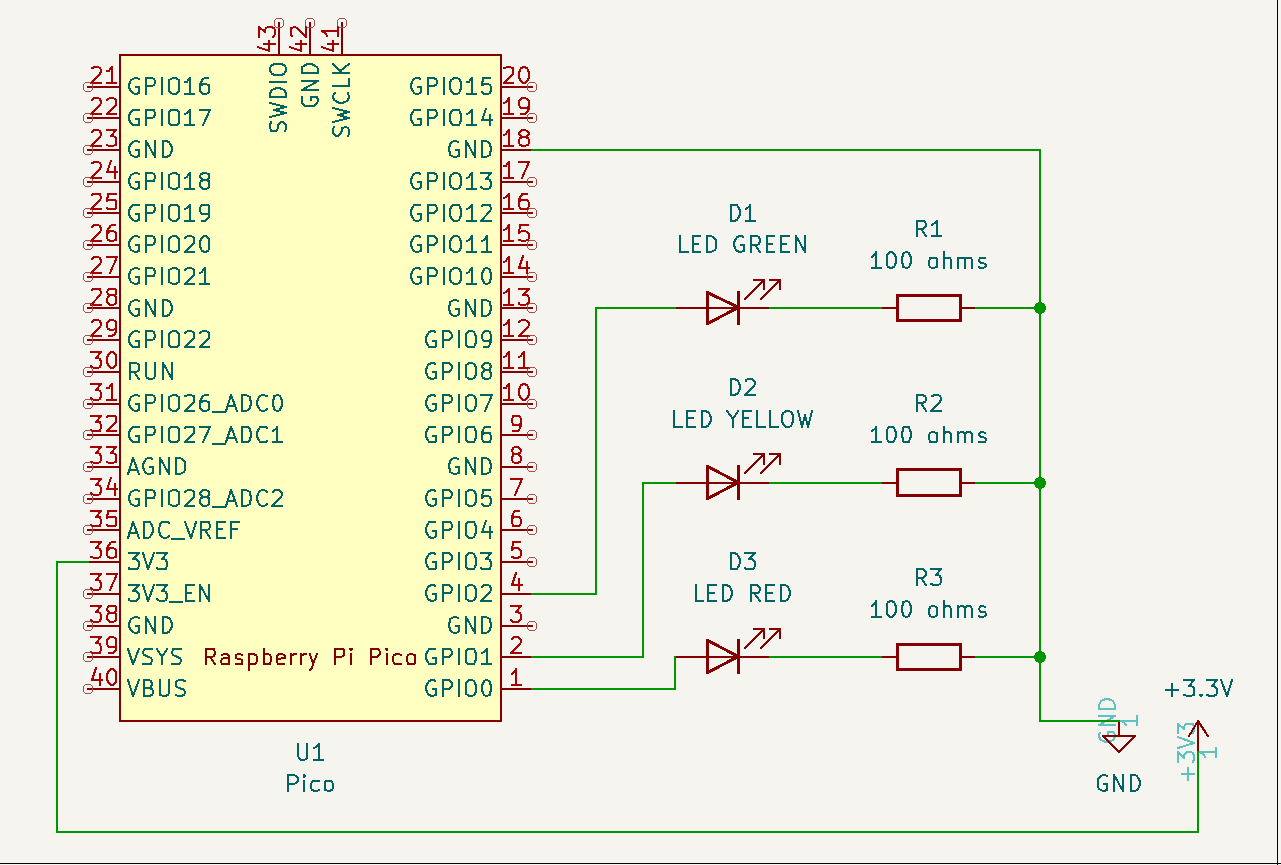 43
42
41
SWDIO
GND
SWCLK
21 GPIO16
22 GPIO17
23 GND
24 GPIO18
25 GPIO19
26 GPIO20
27 GPIO21
28 GND
29 GPIO22
30 RUN
31 GPIO26_ADC0
32 GPIO27_ADC1
33 AGND
34 GPIO28_ADC2
35 ADC_VREF
36 3V3
37 3V3_EN
38 GND
39 VSYS
40 VBUS
Raspberry Pi Pico
GPIO15 20
GPIO14 19
GND 18
GPIO13 17
GPIO12 16
GPIO11 15
GPIO10 14
GND 13
GPIO9 12
GPIO8 11
GPIO7 10
GPIO6 9
GND 8
GPIO5 7
GPIO4 6
GPIO3 5
GPIO2 4
GND 3
GPIO1 2
GPIO0 1
U1
Pico
D1
LED GREEN
R1
100 ohms
D2
LED YELLOW
R2
100 ohms
D3
LED RED
R3
100 ohms
GND
1
GND
+3.3V
+3V3
1